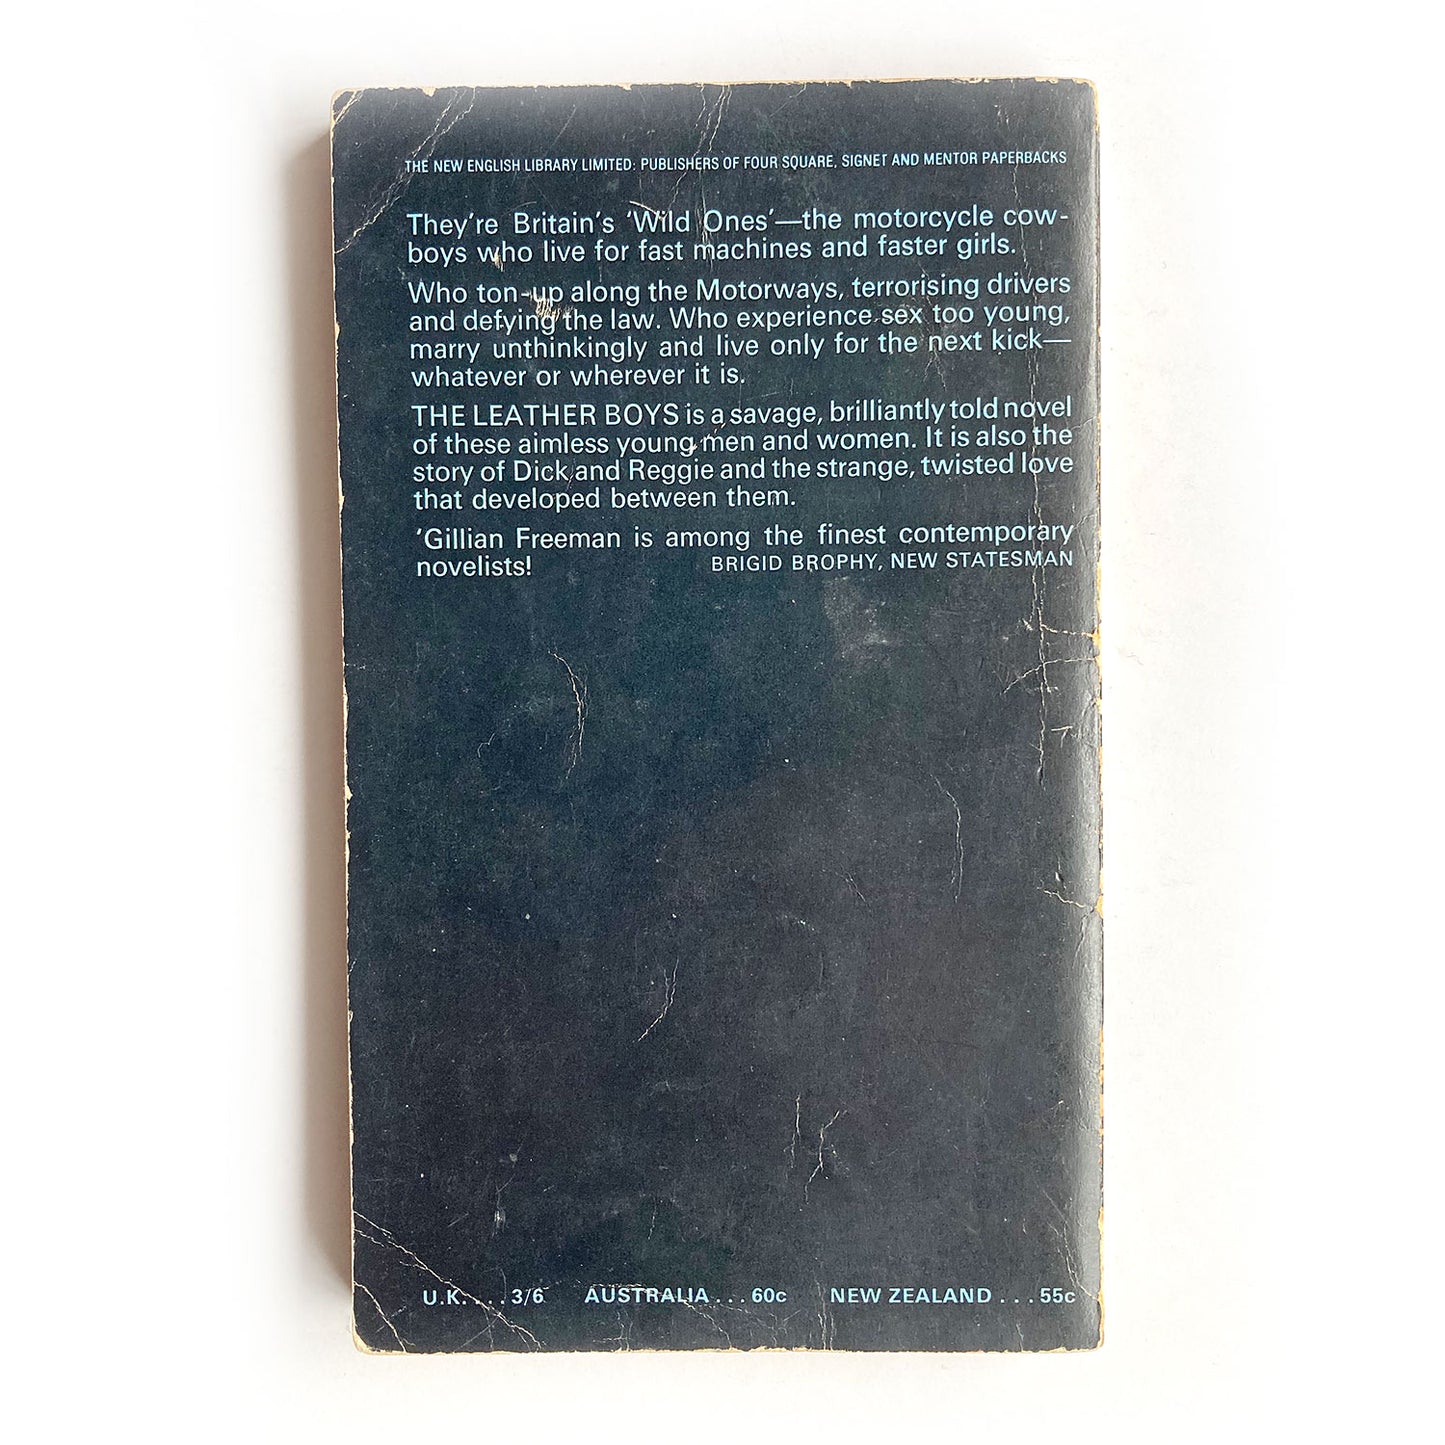 THE NEW ENGLISH LIBRARY LIMITED: PUBLISHERS OF FOUR SQUARE, SIGNET AND MENTOR PAPERBACKS
They're Britain's 'Wild Ones'—the motorcycle cow-
boys who live for fast machines and faster girls.
Who ton-up along the Motorways, terrorising drivers
and defying the law. Who experience sex too young,
marry unthinkingly and live only for the next kick—
whatever or wherever it is.
THE LEATHER BOYS is a savage, brilliantly told novel
of these aimless young men and women. It is also the
story of Dick and Reggie and the strange, twisted love
that developed between them.
'Gillian Freeman is among the finest contemporary
novelists! BRIGID BROPHY, NEW STATESMAN
U.K. . . . 3/6 AUSTRALIA . . . 60c NEW ZEALAND . . . 55c